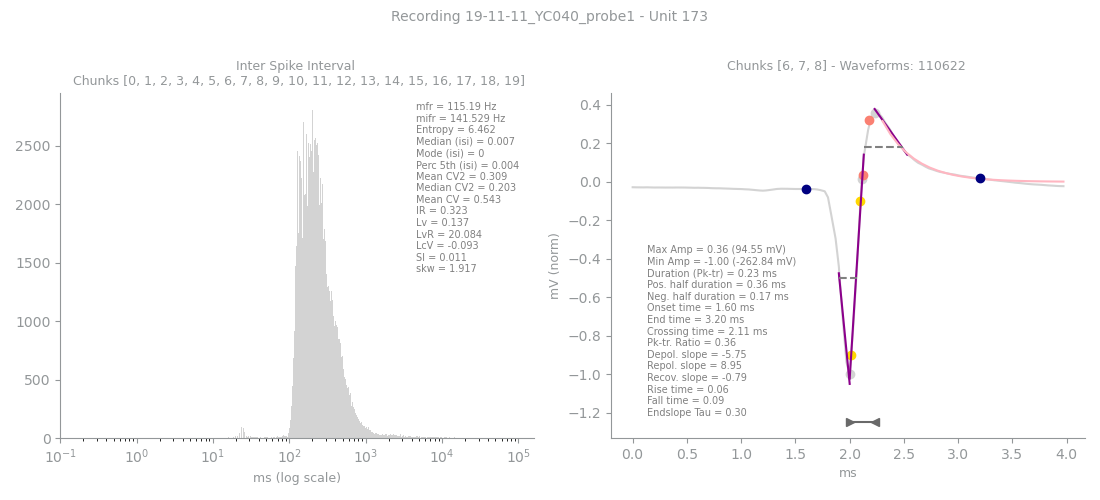 Recording 19-11-11_YC040_probe1 - Unit 173
Inter Spike Interval
Chunks [0, 1, 2, 3, 4, 5, 6, 7, 8, 9, 10, 11, 12, 13, 14, 15, 16, 17, 18, 19]
mfr = 115.19 Hz
mifr = 141.529 Hz
Entropy = 6.462
Median (isi) = 0.007
Mode (isi) = 0
Perc 5th (isi) = 0.004
Mean CV2 = 0.309
Median CV2 = 0.203
Mean CV = 0.543
IR = 0.323
Lv = 0.137
LvR = 20.084
LcV = -0.093
SI = 0.011
skw = 1.917
2500
2000
1500
1000
500
0
10⁻¹ 10⁰ 10¹ 10² 10³ 10⁴ 10⁵
ms (log scale)
Chunks [6, 7, 8] - Waveforms: 110622
mV (norm)
0.4
0.2
0.0
−0.2
−0.4
−0.6
−0.8
−1.0
−1.2
Max Amp = 0.36 (94.55 mV)
Min Amp = -1.00 (-262.84 mV)
Duration (Pk-tr) = 0.23 ms
Pos. half duration = 0.36 ms
Neg. half duration = 0.17 ms
Onset time = 1.60 ms
End time = 3.20 ms
Crossing time = 2.11 ms
Pk-tr. Ratio = 0.36
Depol. slope = -5.75
Repol. slope = 8.95
Recov. slope = -0.79
Rise time = 0.06
Fall time = 0.09
Endslope Tau = 0.30
0.0 0.5 1.0 1.5 2.0 2.5 3.0 3.5 4.0
ms